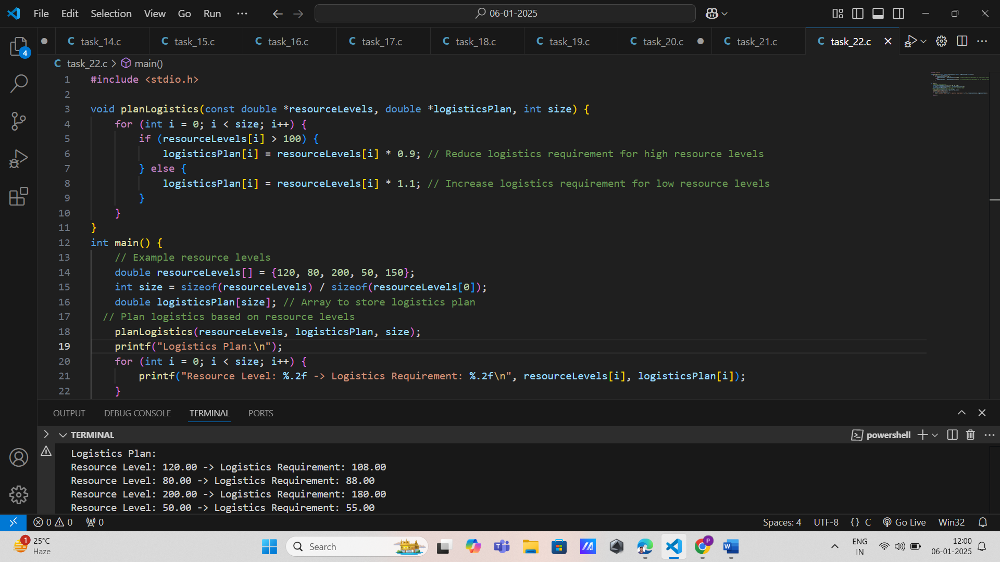 File Edit Selection View Go Run ··· 06-01-2025
task_14.c task_15.c task_16.c task_17.c task_18.c task_19.c task_20.c task_21.c task_22.c
task_22.c > main()
1 #include <stdio.h>
2
3 void planLogistics(const double *resourceLevels, double *logisticsPlan, int size) {
4 for (int i = 0; i < size; i++) {
5 if (resourceLevels[i] > 100) {
6 logisticsPlan[i] = resourceLevels[i] * 0.9; // Reduce logistics requirement for high resource levels
7 } else {
8 logisticsPlan[i] = resourceLevels[i] * 1.1; // Increase logistics requirement for low resource levels
9 }
10 }
11 }
12 int main() {
13 // Example resource levels
14 double resourceLevels[] = {120, 80, 200, 50, 150};
15 int size = sizeof(resourceLevels) / sizeof(resourceLevels[0]);
16 double logisticsPlan[size]; // Array to store logistics plan
17 // Plan logistics based on resource levels
18 planLogistics(resourceLevels, logisticsPlan, size);
19 printf("Logistics Plan:\n");
20 for (int i = 0; i < size; i++) {
21 printf("Resource Level: %.2f -> Logistics Requirement: %.2f\n", resourceLevels[i], logisticsPlan[i]);
22 }
OUTPUT DEBUG CONSOLE TERMINAL PORTS
TERMINAL powershell
Logistics Plan:
Resource Level: 120.00 -> Logistics Requirement: 108.00
Resource Level: 80.00 -> Logistics Requirement: 88.00
Resource Level: 200.00 -> Logistics Requirement: 180.00
Resource Level: 50.00 -> Logistics Requirement: 55.00
4
0 0 0 Spaces: 4 UTF-8 {} C Go Live Win32
1 25°C
Haze
Search
P
ENG
IN
12:00
06-01-2025